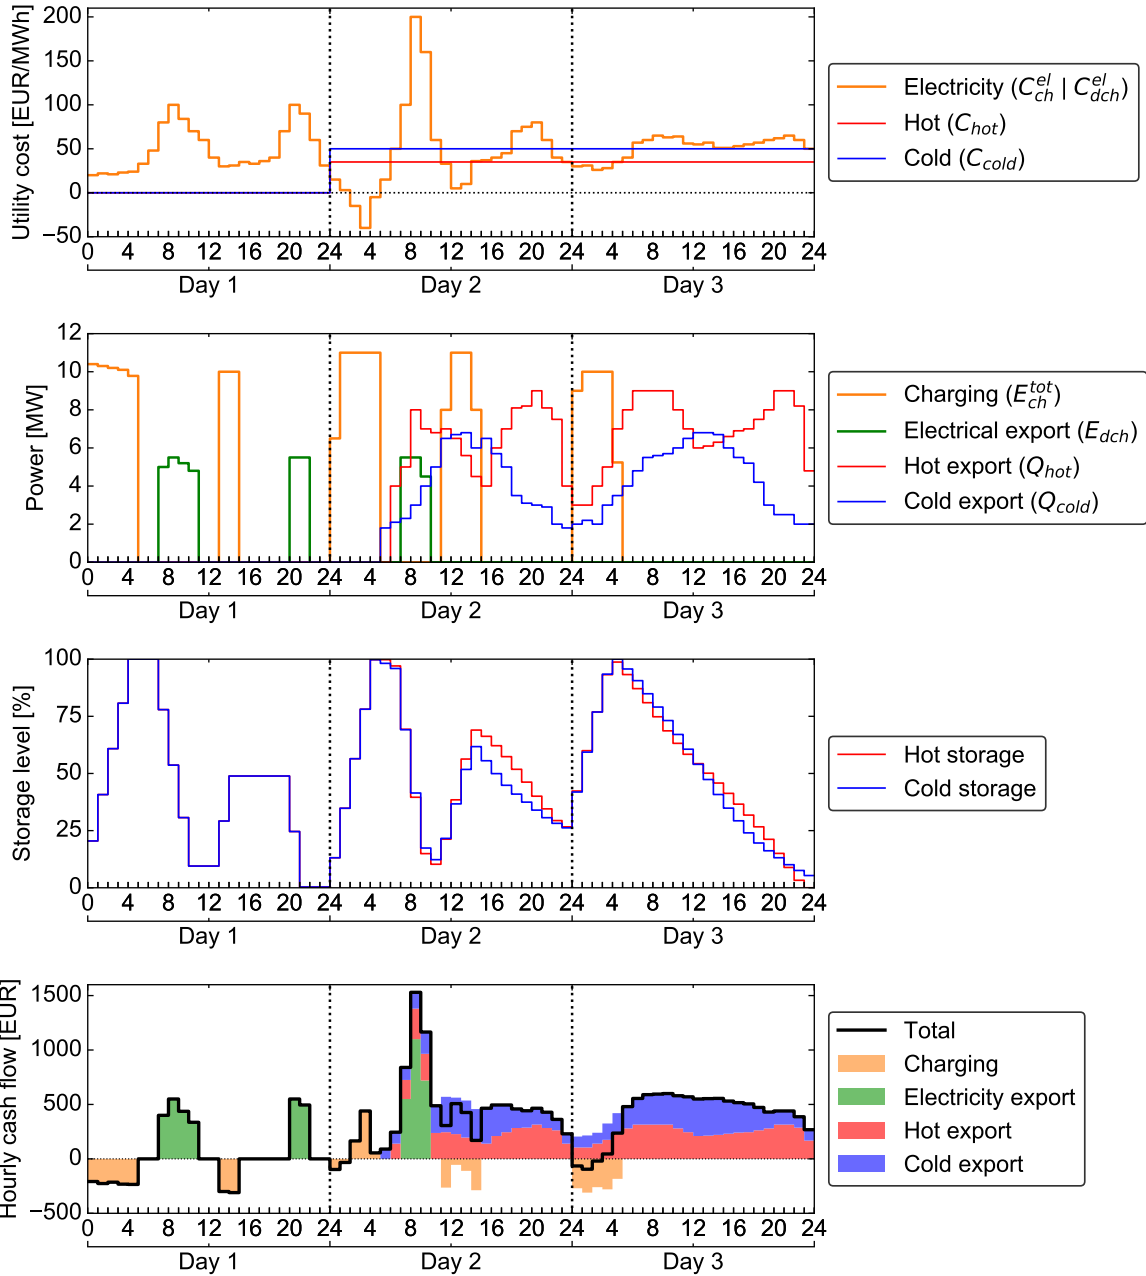 Utility cost [EUR/MWh]
200
150
100
50
0
−50
0 4 8 12 16 20 24 4 8 12 16 20 24 4 8 12 16 20 24
Day 1 Day 2 Day 3
Electricity (C_ch^el | C_dch^el)
Hot (C_hot)
Cold (C_cold)
Power [MW]
12
10
8
6
4
2
0
0 4 8 12 16 20 24 4 8 12 16 20 24 4 8 12 16 20 24
Day 1 Day 2 Day 3
Charging (E_ch^tot)
Electrical export (E_dch)
Hot export (Q_hot)
Cold export (Q_cold)
Storage level [%]
100
75
50
25
0
0 4 8 12 16 20 24 4 8 12 16 20 24 4 8 12 16 20 24
Day 1 Day 2 Day 3
Hot storage
Cold storage
Hourly cash flow [EUR]
1500
1000
500
0
−500
0 4 8 12 16 20 24 4 8 12 16 20 24 4 8 12 16 20 24
Day 1 Day 2 Day 3
Total
Charging
Electricity export
Hot export
Cold export